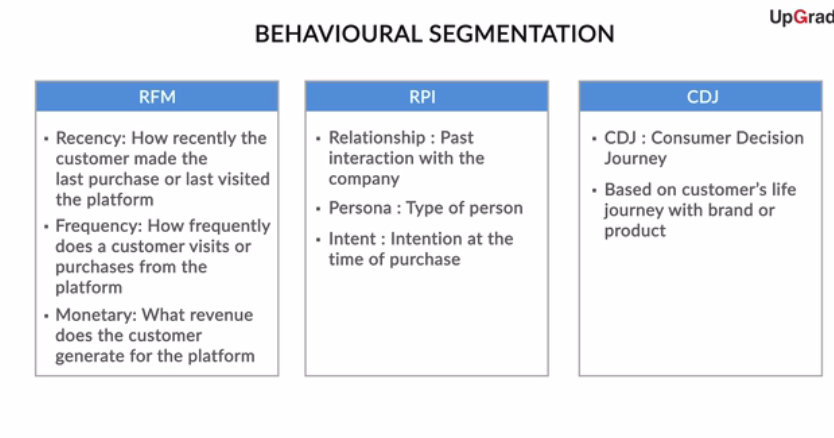 UpGrad
BEHAVIOURAL SEGMENTATION
RFM
▪ Recency: How recently the
customer made the
last purchase or last visited
the platform
▪ Frequency: How frequently
does a customer visits or
purchases from the
platform
▪ Monetary: What revenue
does the customer
generate for the platform
RPI
▪ Relationship : Past
interaction with the
company
▪ Persona : Type of person
▪ Intent : Intention at the
time of purchase
CDJ
▪ CDJ : Consumer Decision
Journey
▪ Based on customer's life
journey with brand or
product